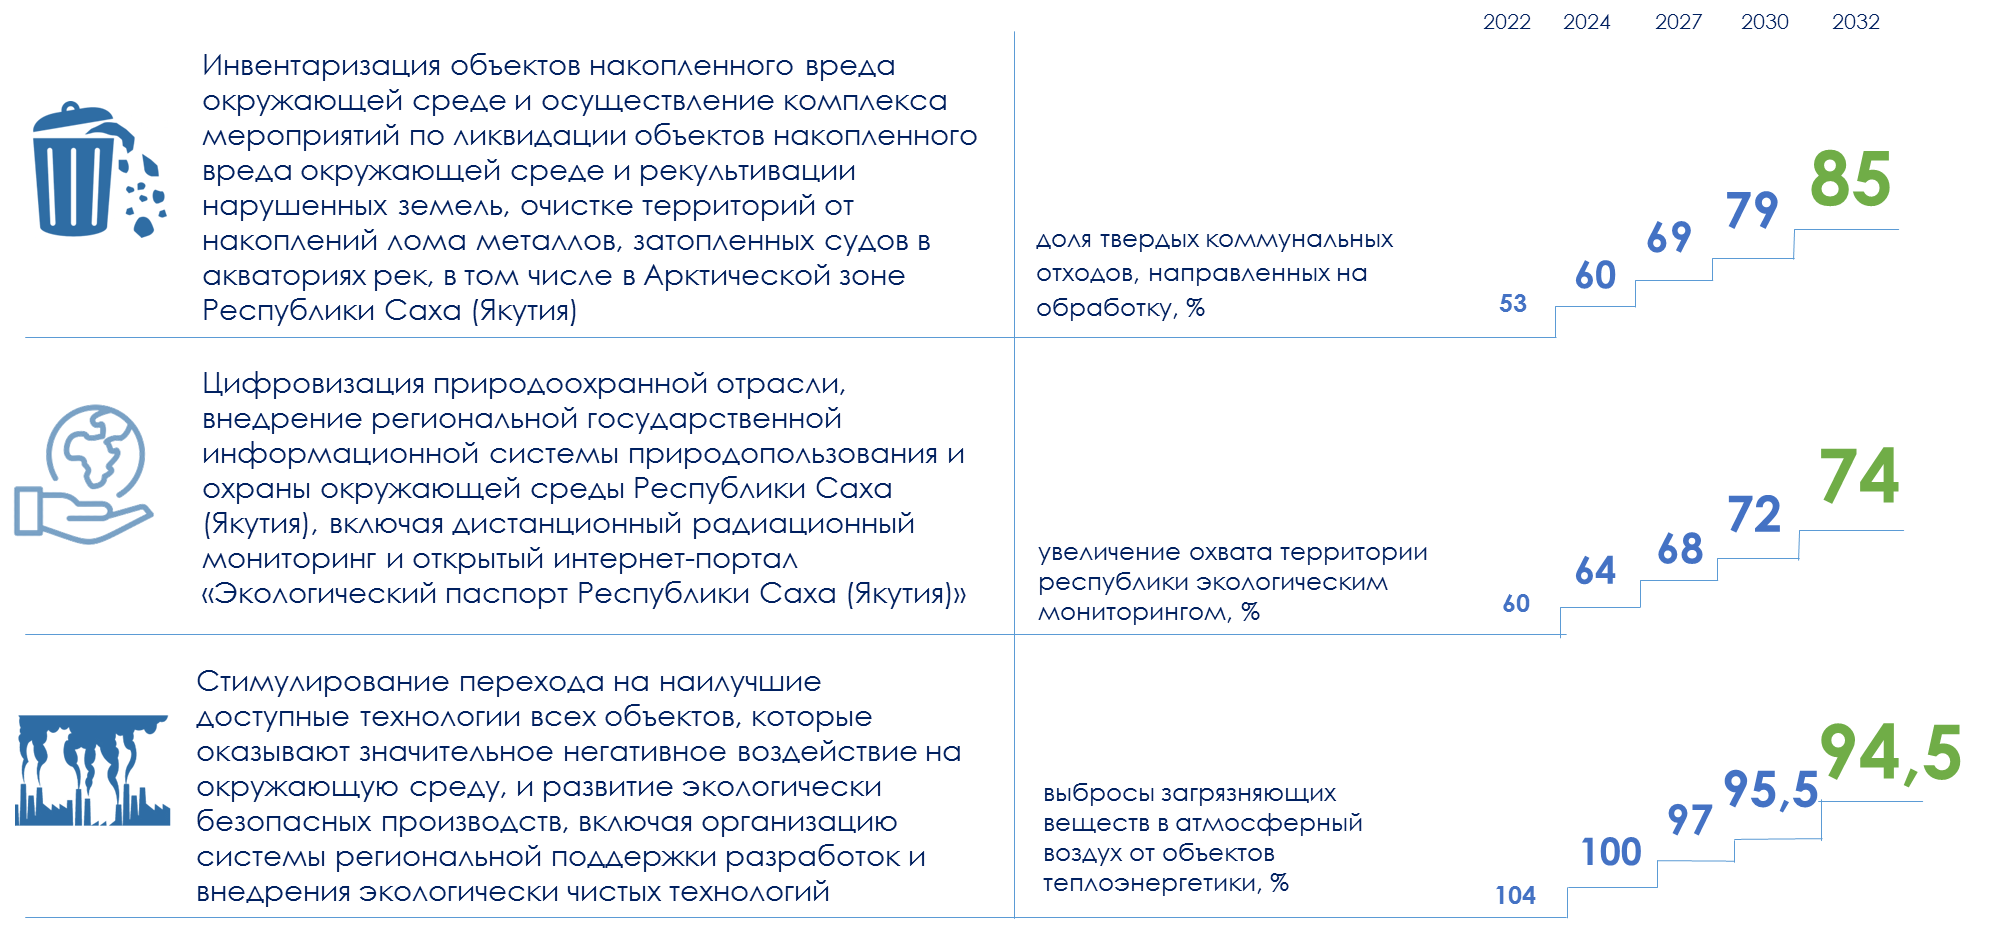 2022 2024 2027 2030 2032
Инвентаризация объектов накопленного вреда
окружающей среде и осуществление комплекса
мероприятий по ликвидации объектов накопленного
вреда окружающей среде и рекультивации
нарушенных земель, очистке территорий от
накоплений лома металлов, затопленных судов в
акваториях рек, в том числе в Арктической зоне
Республики Саха (Якутия)
доля твердых коммунальных
отходов, направленных на
обработку, %
53 60 69 79 85
Цифровизация природоохранной отрасли,
внедрение региональной государственной
информационной системы природопользования и
охраны окружающей среды Республики Саха
(Якутия), включая дистанционный радиационный
мониторинг и открытый интернет-портал
«Экологический паспорт Республики Саха (Якутия)»
увеличение охвата территории
республики экологическим
мониторингом, %
60 64 68 72 74
Стимулирование перехода на наилучшие
доступные технологии всех объектов, которые
оказывают значительное негативное воздействие на
окружающую среду, и развитие экологически
безопасных производств, включая организацию
системы региональной поддержки разработок и
внедрения экологически чистых технологий
выбросы загрязняющих
веществ в атмосферный
воздух от объектов
теплоэнергетики, %
104 100 97 95,5 94,5